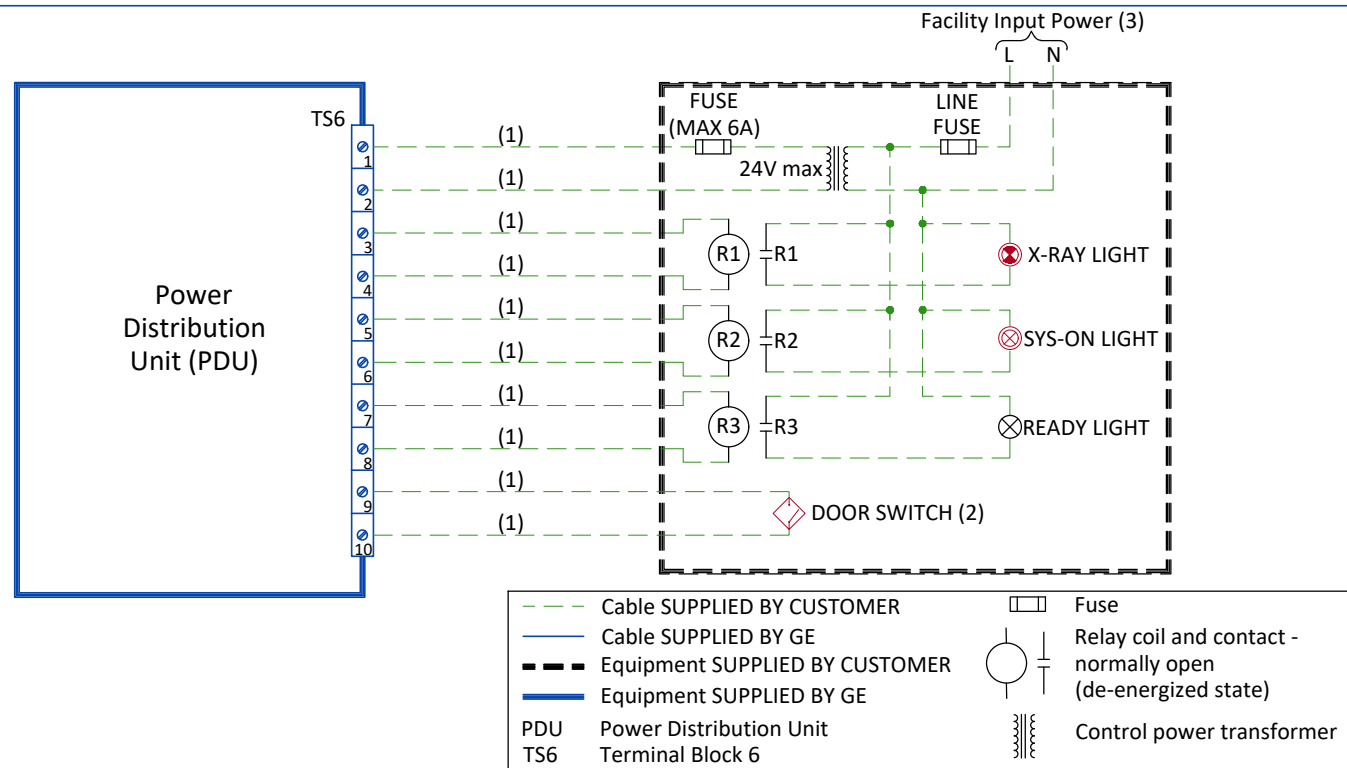 Facility Input Power (3)
L N
TS6
FUSE
(MAX 6A)
LINE
FUSE
24V max
(1)
1
(1)
2
(1)
3
(1)
4
(1)
5
(1)
6
(1)
7
(1)
8
(1)
9
(1)
10
Power
Distribution
Unit (PDU)
R1 R1 X-RAY LIGHT
R2 R2 SYS-ON LIGHT
R3 R3 READY LIGHT
DOOR SWITCH (2)
Cable SUPPLIED BY CUSTOMER
Cable SUPPLIED BY GE
Equipment SUPPLIED BY CUSTOMER
Equipment SUPPLIED BY GE
PDU Power Distribution Unit
TS6 Terminal Block 6
Fuse
Relay coil and contact -
normally open
(de-energized state)
Control power transformer